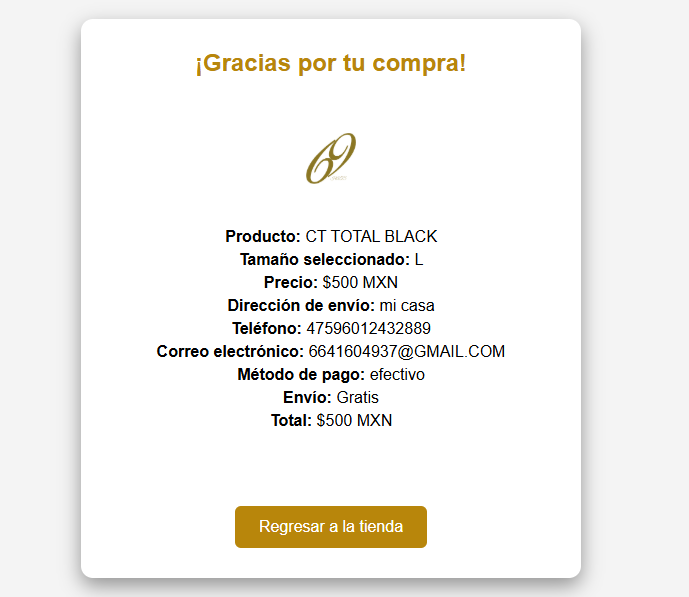 ¡Gracias por tu compra!
69
Producto: CT TOTAL BLACK
Tamaño seleccionado: L
Precio: $500 MXN
Dirección de envío: mi casa
Teléfono: 47596012432889
Correo electrónico: 6641604937@GMAIL.COM
Método de pago: efectivo
Envío: Gratis
Total: $500 MXN
Regresar a la tienda